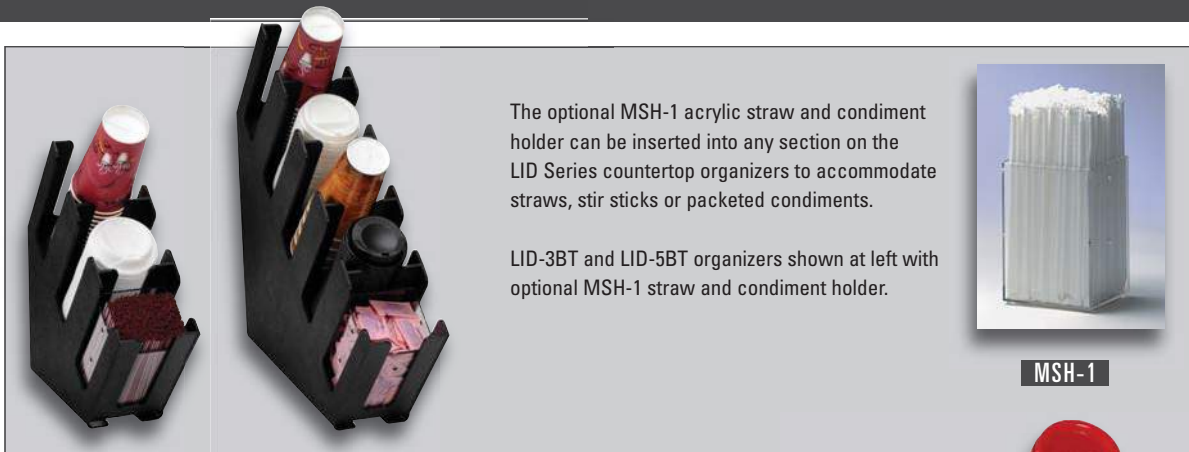 The optional MSH-1 acrylic straw and condiment
holder can be inserted into any section on the
LID Series countertop organizers to accommodate
straws, stir sticks or packeted condiments.
LID-3BT and LID-5BT organizers shown at left with
optional MSH-1 straw and condiment holder.
MSH-1